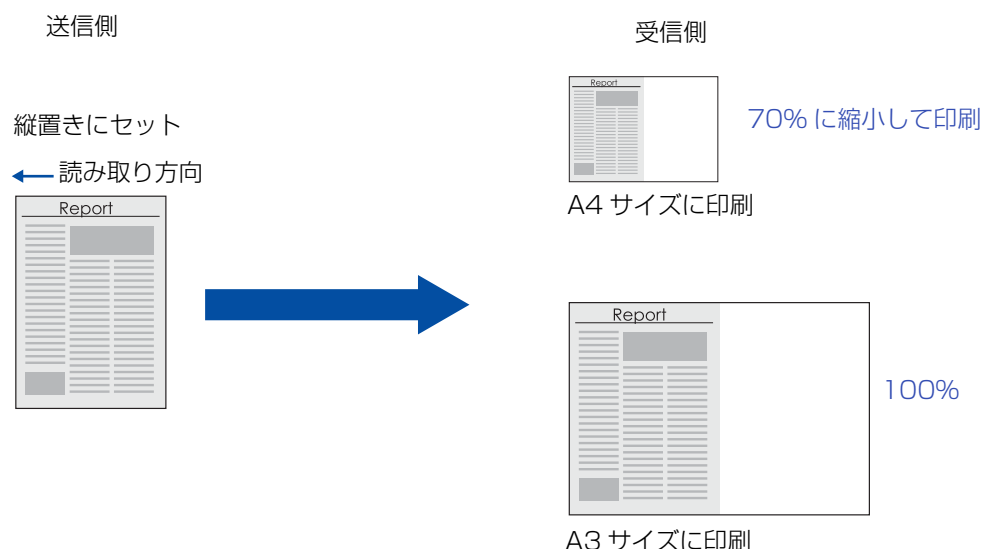 送信側
縦置きにセット
読み取り方向
Report
受信側
Report
70% に縮小して印刷
A4 サイズに印刷
Report
100%
A3 サイズに印刷